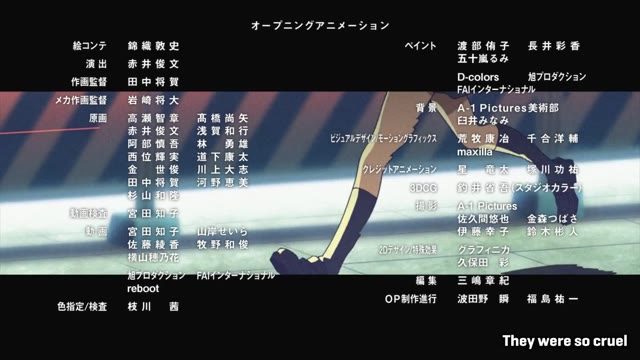 オープニングアニメーション
絵コンテ 錦織敦史
演出 赤井俊文
作画監督 田中将賀
メカ作画監督 岩崎将大
原画 高瀬智章 髙橋尚矢
赤井俊文 浅賀和行
阿部慎吾 林勇雄
西位輝実 道下康太
金世俊 川上大志
田中将賀 河野恵美
杉山和隆
動画検査 宮田知子
動画 宮田知子 山岸せいら
佐藤綾香 牧野和俊
横山穂乃花
旭プロダクション FAIインターナショナル
reboot
色指定/検査 枝川茜
ペイント 渡部侑子 長井彩香
五十嵐るみ
D-colors 旭プロダクション
FAIインターナショナル
背景 A-1 Pictures美術部
臼井みなみ
ビジュアルデザイン/モーショングラフィックス 荒牧康治 千合洋輔
maxilla
クレジットアニメーション 星竜太 塚川功祐
3DCG 釣井省吾(スタジオカラー)
撮影 A-1 Pictures
佐久間悠也 金森つばさ
伊藤幸子 鈴木彬人
2Dデザイン/特殊効果 グラフィニカ
久保田彩
編集 三嶋章紀
OP制作進行 波田野瞬 福島祐一
They were so cruel